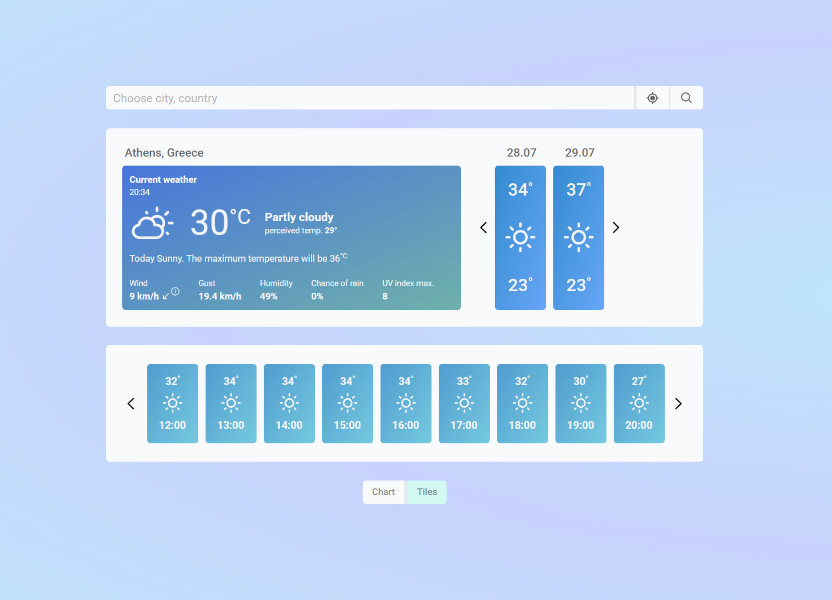 Choose city, country
Athens, Greece
Current weather
20:34
30°C
Partly cloudy
perceived temp. 29°
Today Sunny. The maximum temperature will be 36°C
Wind Gust Humidity Chance of rain UV index max.
9 km/h 19.4 km/h 49% 0% 8
28.07 29.07
34° 37°
23° 23°
32° 34° 34° 34° 34° 33° 32° 30° 27°
12:00 13:00 14:00 15:00 16:00 17:00 18:00 19:00 20:00
Chart Tiles